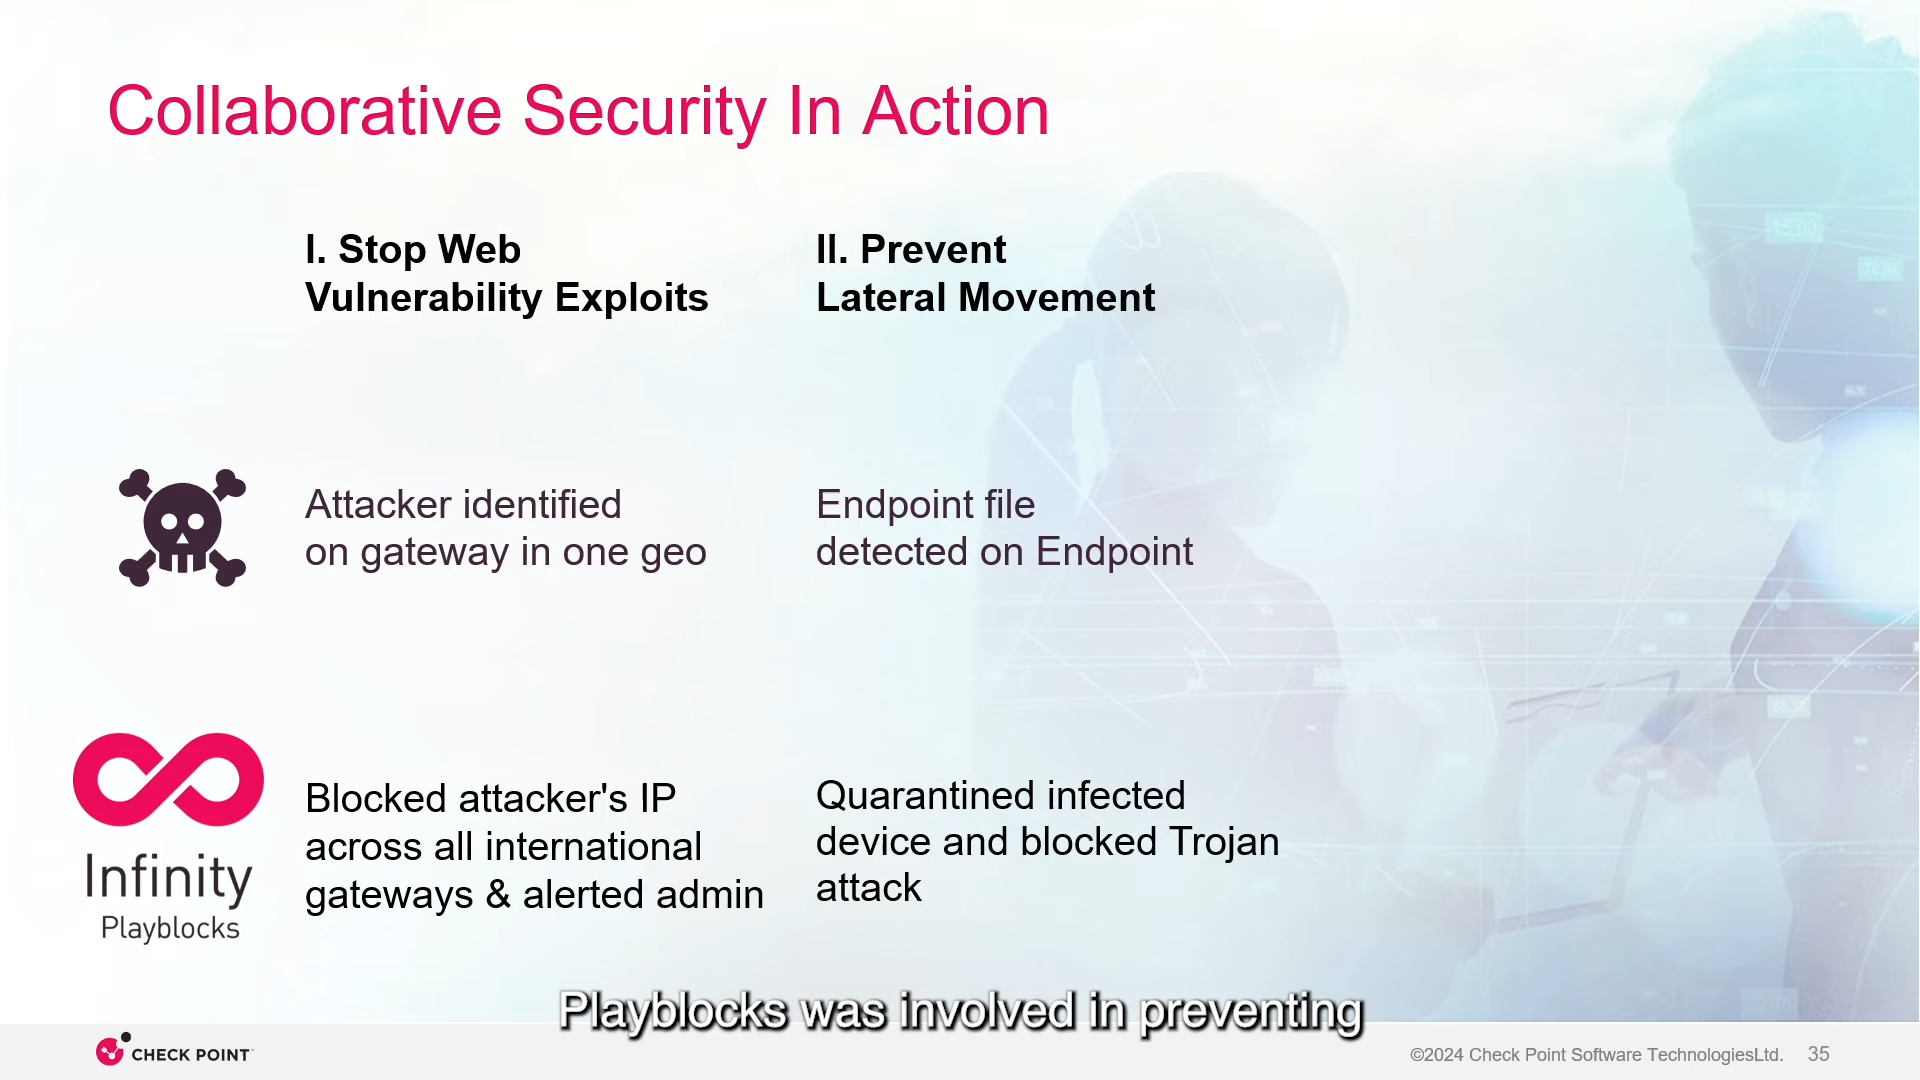 Collaborative Security In Action
I. Stop Web
Vulnerability Exploits
II. Prevent
Lateral Movement
Attacker identified
on gateway in one geo
Endpoint file
detected on Endpoint
Infinity
Playblocks
Blocked attacker's IP
across all international
gateways & alerted admin
Quarantined infected
device and blocked Trojan
attack
Playblocks was involved in preventing
CHECK POINT
©2024 Check Point Software TechnologiesLtd. 35